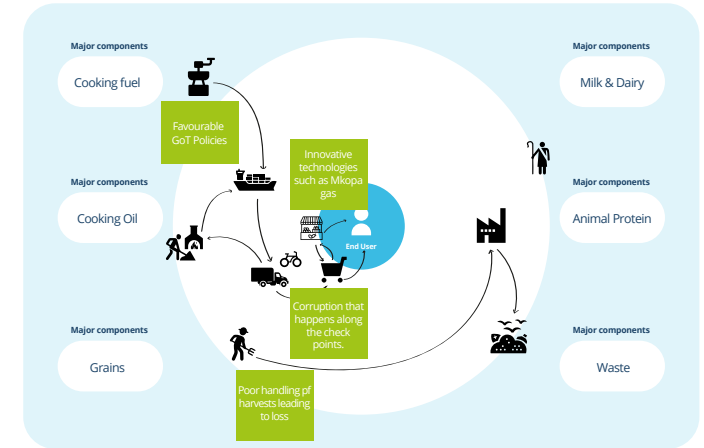 Major components
Cooking fuel
Major components
Milk & Dairy
Favourable
GoT Policies
Innovative
technologies
such as Mkopa
gas
Major components
Cooking Oil
Major components
Animal Protein
End User
Corruption that
happens along
the check
points.
Major components
Grains
Major components
Waste
Poor handling pf
harvests leading
to loss